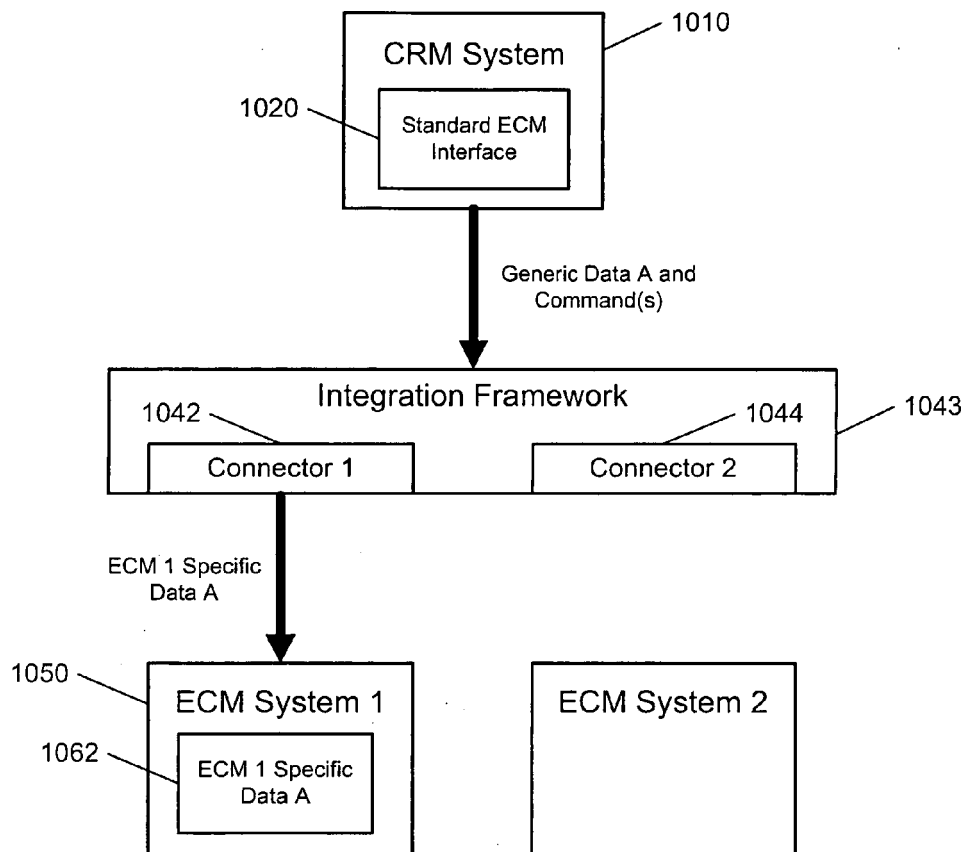 1010
CRM System
1020
Standard ECM
Interface
Generic Data A and
Command(s)
Integration Framework
1042
1044
1043
Connector 1
Connector 2
ECM 1 Specific
Data A
1050
ECM System 1
ECM System 2
1062
ECM 1 Specific
Data A